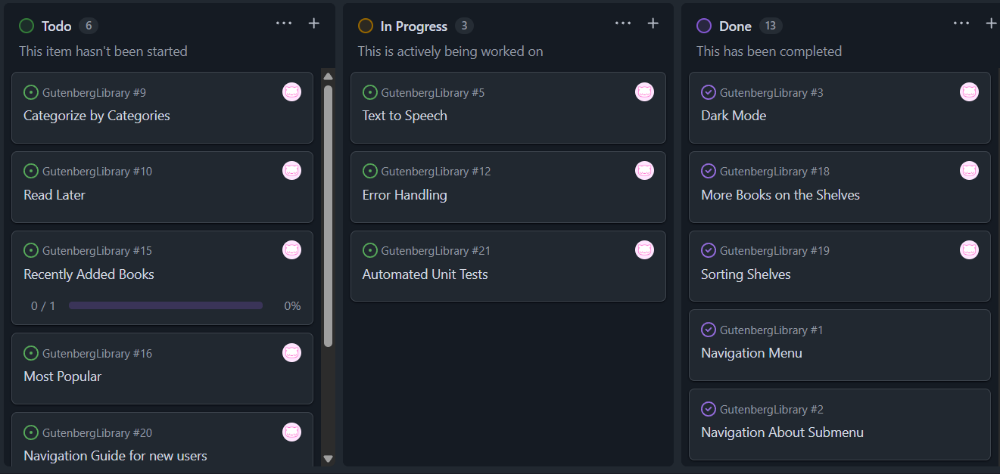 Todo 6
This item hasn't been started
GutenbergLibrary #9
Categorize by Categories
GutenbergLibrary #10
Read Later
GutenbergLibrary #15
Recently Added Books
0 / 1 0%
GutenbergLibrary #16
Most Popular
GutenbergLibrary #20
Navigation Guide for new users
In Progress 3
This is actively being worked on
GutenbergLibrary #5
Text to Speech
GutenbergLibrary #12
Error Handling
GutenbergLibrary #21
Automated Unit Tests
Done 13
This has been completed
GutenbergLibrary #3
Dark Mode
GutenbergLibrary #18
More Books on the Shelves
GutenbergLibrary #19
Sorting Shelves
GutenbergLibrary #1
Navigation Menu
GutenbergLibrary #2
Navigation About Submenu